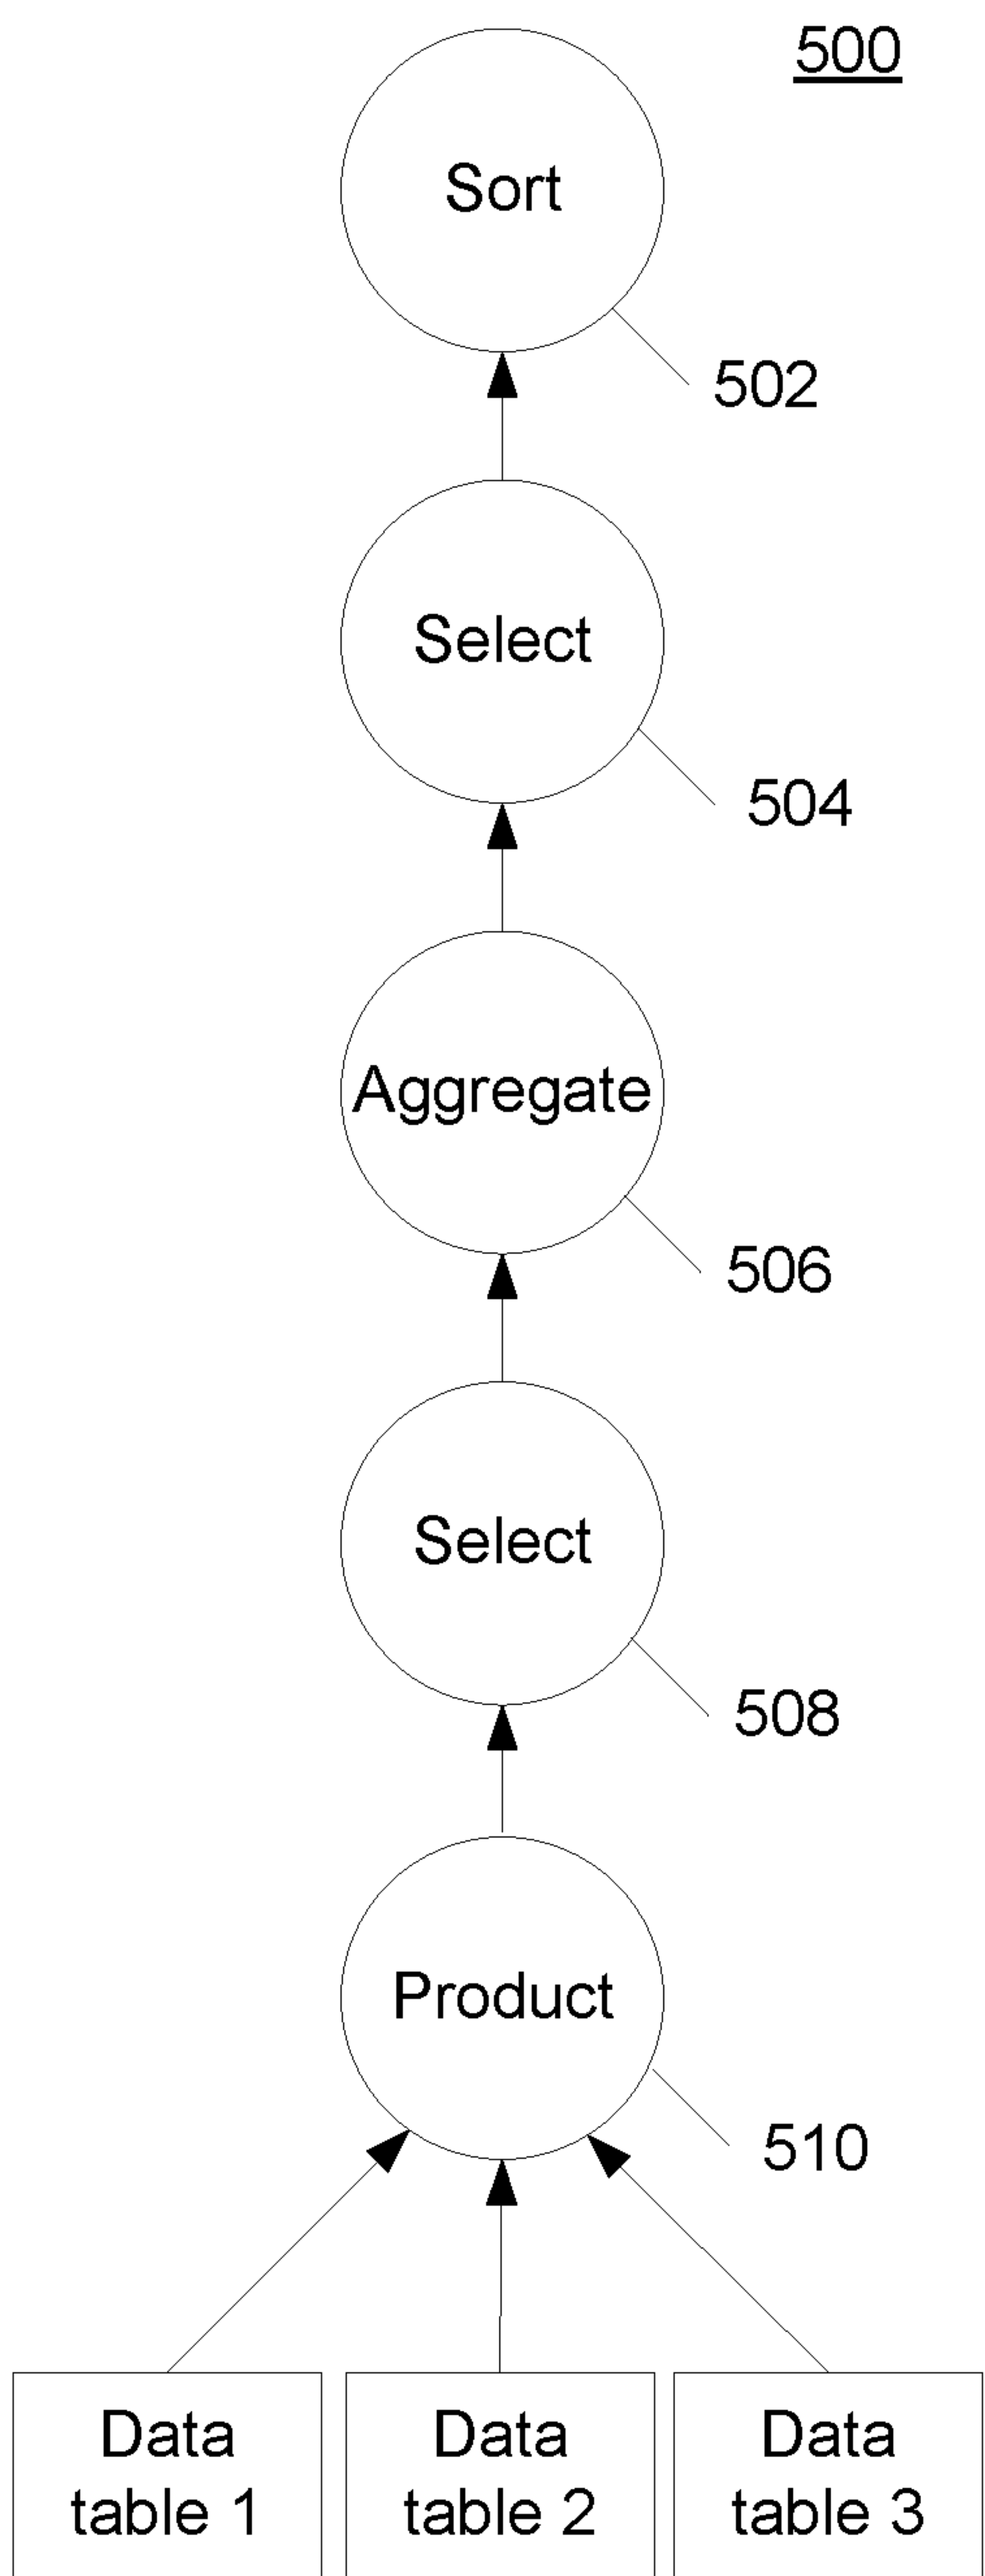 500
Sort
502
Select
504
Aggregate
506
Select
508
Product
510
Data
table 1
Data
table 2
Data
table 3